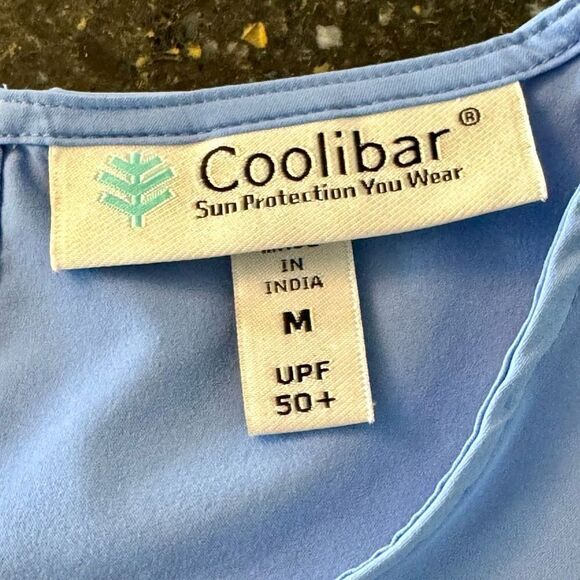 Coolibar®
Sun Protection You Wear
IN
INDIA
M
UPF
50+